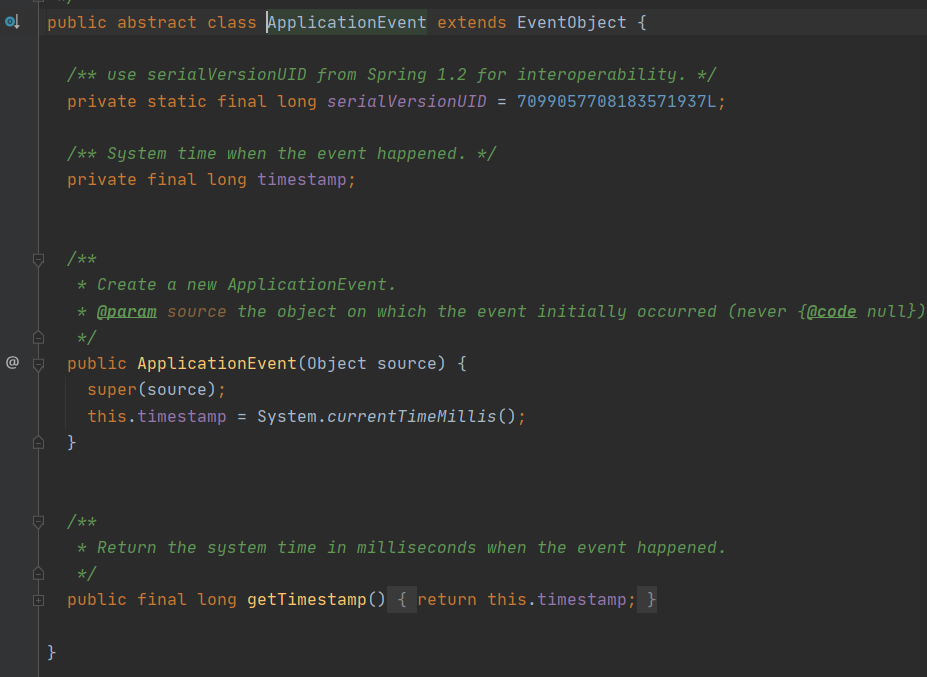 public abstract class ApplicationEvent extends EventObject {
/** use serialVersionUID from Spring 1.2 for interoperability. */
private static final long serialVersionUID = 7099057708183571937L;
/** System time when the event happened. */
private final long timestamp;
/**
* Create a new ApplicationEvent.
* @param source the object on which the event initially occurred (never {@code null})
*/
@ public ApplicationEvent(Object source) {
super(source);
this.timestamp = System.currentTimeMillis();
}
/**
* Return the system time in milliseconds when the event happened.
*/
public final long getTimestamp() { return this.timestamp; }
}